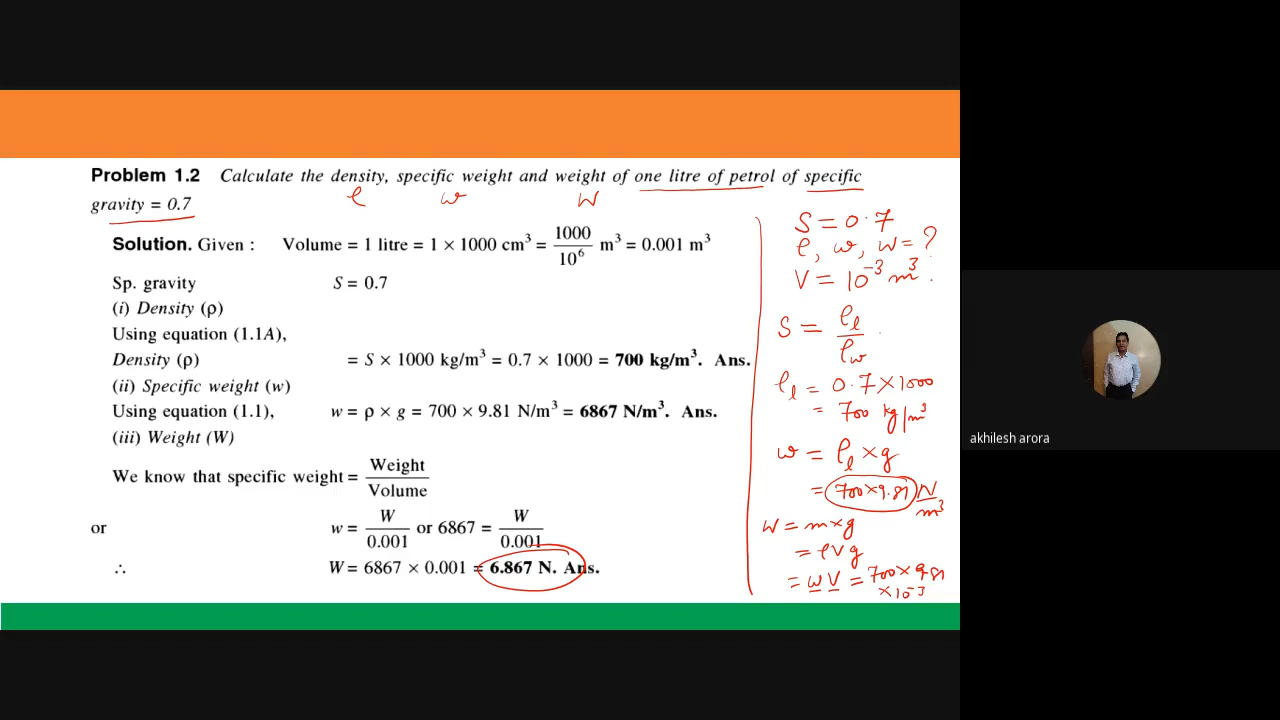 Problem 1.2 Calculate the density, specific weight and weight of one litre of petrol of specific
ρ w W
gravity = 0.7
Solution. Given : Volume = 1 litre = 1 × 1000 cm³ = 1000/10⁶ m³ = 0.001 m³
Sp. gravity S = 0.7
(i) Density (ρ)
Using equation (1.1A),
Density (ρ) = S × 1000 kg/m³ = 0.7 × 1000 = 700 kg/m³. Ans.
(ii) Specific weight (w)
Using equation (1.1), w = ρ × g = 700 × 9.81 N/m³ = 6867 N/m³. Ans.
(iii) Weight (W)
We know that specific weight = Weight/Volume
or w = W/0.001 or 6867 = W/0.001
∴ W = 6867 × 0.001 = 6.867 N. Ans.
S = 0.7
ρ, w, W = ?
V = 10⁻³ m³.
S = ρl/ρw
ρl = 0.7 × 1000
= 700 kg/m³
w = ρl × g
= 700 × 9.81 N/m³
W = m × g
= ρVg
= wV = 700 × 9.81
× 10⁻³
akhilesh arora